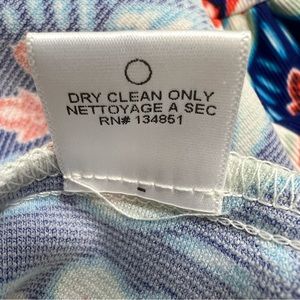 DRY CLEAN ONLY
NETTOYAGE A SEC
RN# 134851